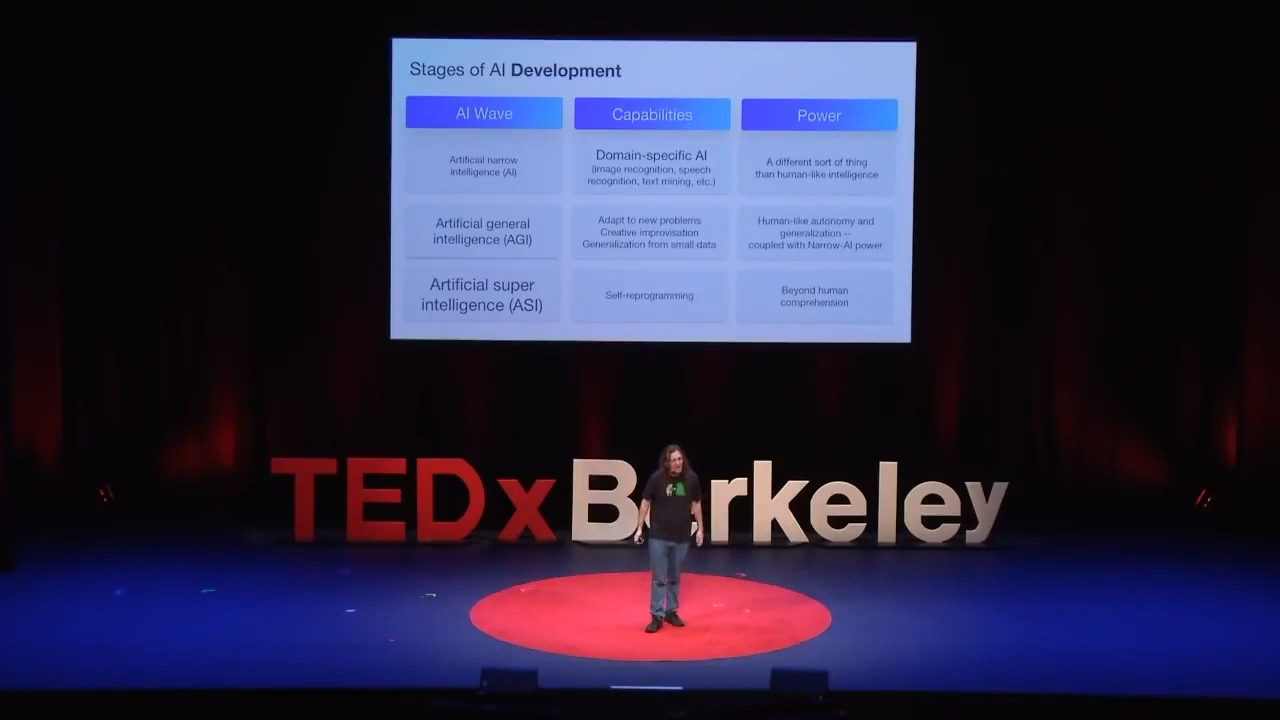 Stages of AI Development
AI Wave
Capabilities
Power
Artificial narrow
intelligence (AI)
Domain-specific AI
(image recognition, speech
recognition, text mining, etc.)
A different sort of thing
than human-like intelligence
Artificial general
intelligence (AGI)
Adapt to new problems
Creative improvisation
Generalization from small data
Human-like autonomy and
generalization --
coupled with Narrow-AI power
Artificial super
intelligence (ASI)
Self-reprogramming
Beyond human
comprehension
TEDxBerkeley